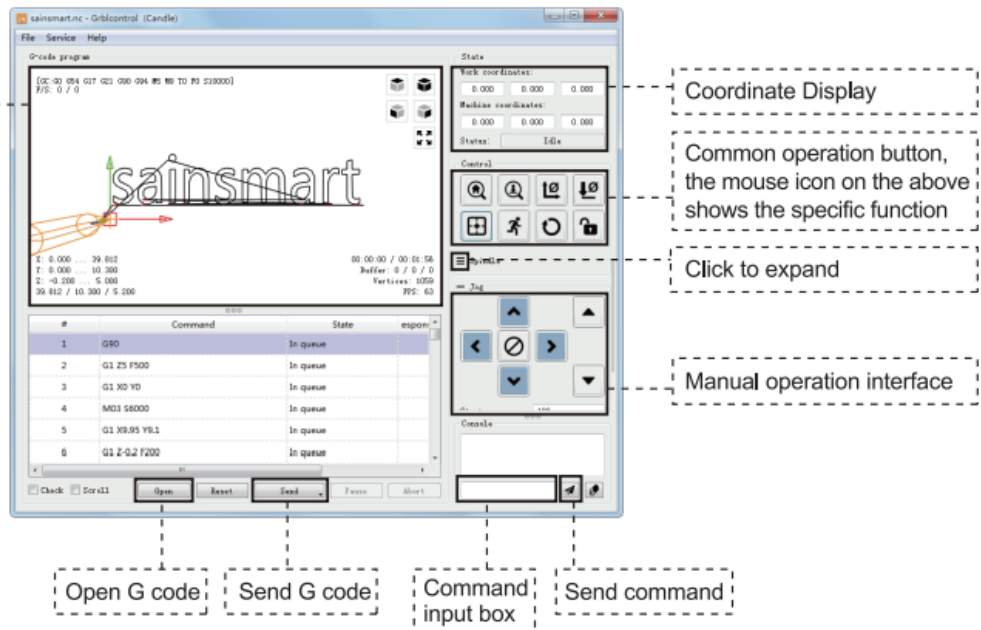 sainsmart.nc - Grblcontrol (Candle)
File Service Help
G-code program
[GC:G0 G54 G17 G21 G90 G94 M5 M9 T0 F0 S10000]
P/S: 0 / 0
sainsmart
X: 0.000 ... 39.812
Y: 0.000 ... 10.300
Z: -0.200 ... 5.000
39.812 / 10.300 / 5.200
00:00:00 / 00:01:56
Buffer: 0 / 0 / 0
Vertices: 1059
FPS: 63
# Command State espon
1 G90 In queue
2 G1 Z5 F500 In queue
3 G1 X0 Y0 In queue
4 M03 S6000 In queue
5 G1 X9.95 Y9.1 In queue
6 G1 Z-0.2 F200 In queue
Check Scroll Open Reset Send Pause Abort
State
Work coordinates:
0.000 0.000 0.000
Machine coordinates:
0.000 0.000 0.000
Status: Idle
Control
Spindle
Jog
Console
Coordinate Display
Common operation button,
the mouse icon on the above
shows the specific function
Click to expand
Manual operation interface
Open G code
Send G code
Command
input box
Send command